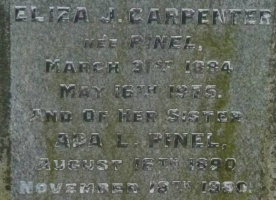 ELIZA J. CARPENTER
NÉE PINEL,
MARCH 31ST 1884
MAY 16TH 1975.
AND OF HER SISTER
ADA L. PINEL,
AUGUST 16TH 1890
NOVEMBER 18TH 1980.